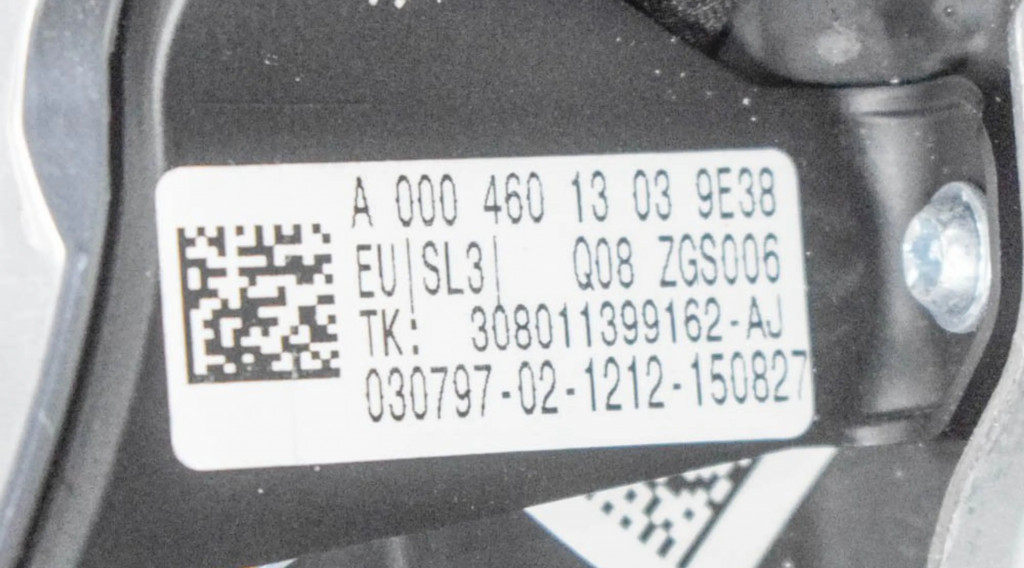 A 000 460 13 03 9E38
EU|SL3| Q08 ZGS006
TK: 308011399162-AJ
030797-02-1212-150827